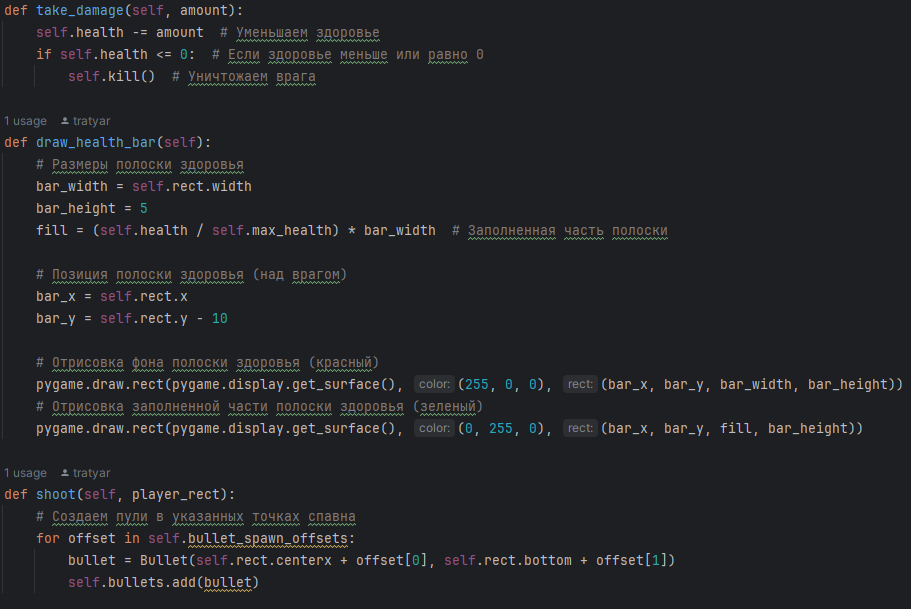 def take_damage(self, amount):
    self.health -= amount  # Уменьшаем здоровье
    if self.health <= 0:  # Если здоровье меньше или равно 0
        self.kill()  # Уничтожаем врага
1 usage tratyar
def draw_health_bar(self):
    # Размеры полоски здоровья
    bar_width = self.rect.width
    bar_height = 5
    fill = (self.health / self.max_health) * bar_width  # Заполненная часть полоски
    # Позиция полоски здоровья (над врагом)
    bar_x = self.rect.x
    bar_y = self.rect.y - 10
    # Отрисовка фона полоски здоровья (красный)
    pygame.draw.rect(pygame.display.get_surface(), color: (255, 0, 0), rect: (bar_x, bar_y, bar_width, bar_height))
    # Отрисовка заполненной части полоски здоровья (зеленый)
    pygame.draw.rect(pygame.display.get_surface(), color: (0, 255, 0), rect: (bar_x, bar_y, fill, bar_height))
1 usage tratyar
def shoot(self, player_rect):
    # Создаем пули в указанных точках спавна
    for offset in self.bullet_spawn_offsets:
        bullet = Bullet(self.rect.centerx + offset[0], self.rect.bottom + offset[1])
        self.bullets.add(bullet)